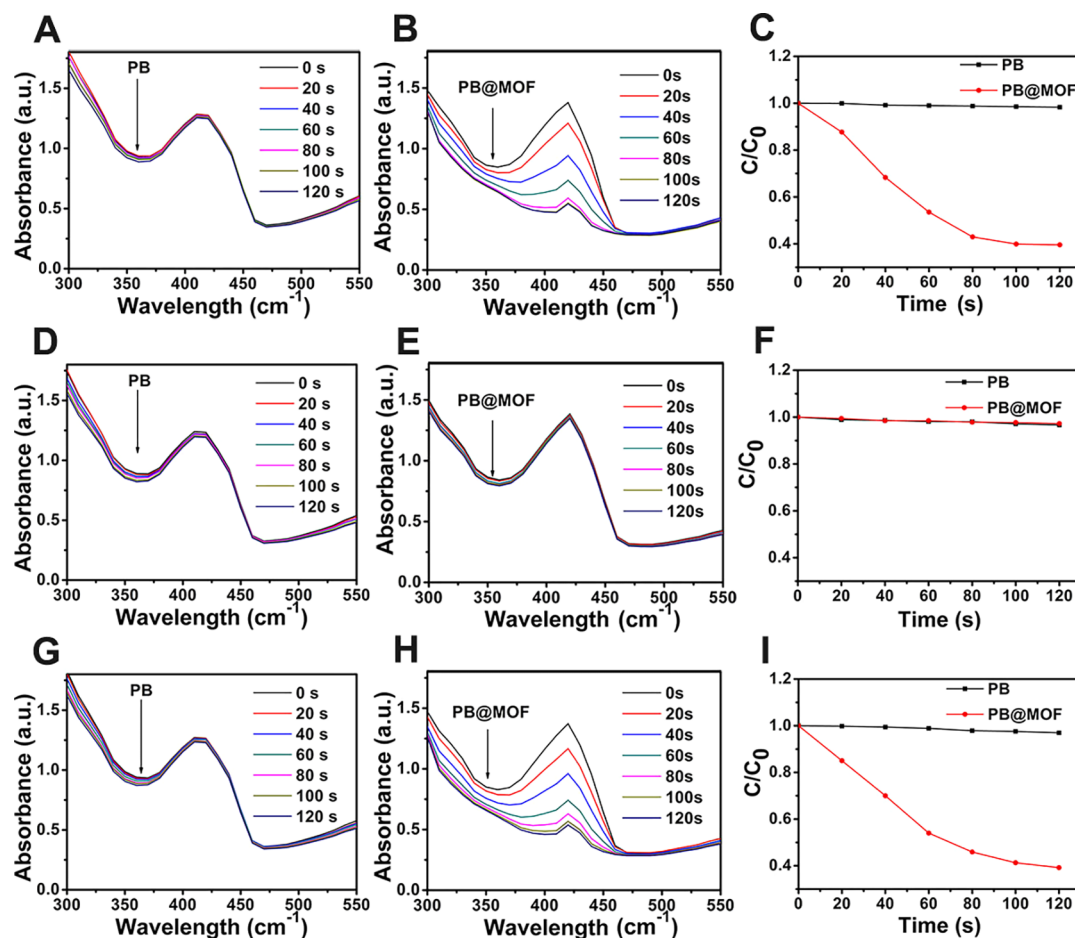 A
PB
0 s
20 s
40 s
60 s
80 s
100 s
120 s
Absorbance (a.u.)
1.5
1.0
0.5
0.0
300 350 400 450 500 550
Wavelength (cm⁻¹)
B
PB@MOF
0s
20s
40s
60s
80s
100s
120s
Absorbance (a.u.)
1.5
1.0
0.5
0.0
300 350 400 450 500 550
Wavelength (cm⁻¹)
C
PB
PB@MOF
C/C₀
1.2
1.0
0.8
0.6
0.4
0 20 40 60 80 100 120
Time (s)
D
PB
0 s
20 s
40 s
60 s
80 s
100 s
120 s
Absorbance (a.u.)
1.5
1.0
0.5
0.0
300 350 400 450 500 550
Wavelength (cm⁻¹)
E
PB@MOF
0s
20s
40s
60s
80s
100s
120s
Absorbance (a.u.)
1.5
1.0
0.5
0.0
300 350 400 450 500 550
Wavelength (cm⁻¹)
F
PB
PB@MOF
C/C₀
1.2
1.0
0.8
0.6
0.4
0 20 40 60 80 100 120
Time (s)
G
PB
0 s
20 s
40 s
60 s
80 s
100 s
120 s
Absorbance (a.u.)
1.5
1.0
0.5
0.0
300 350 400 450 500 550
Wavelength (cm⁻¹)
H
PB@MOF
0s
20s
40s
60s
80s
100s
120s
Absorbance (a.u.)
1.5
1.0
0.5
0.0
300 350 400 450 500 550
Wavelength (cm⁻¹)
I
PB
PB@MOF
C/C₀
1.2
1.0
0.8
0.6
0.4
0 20 40 60 80 100 120
Time (s)